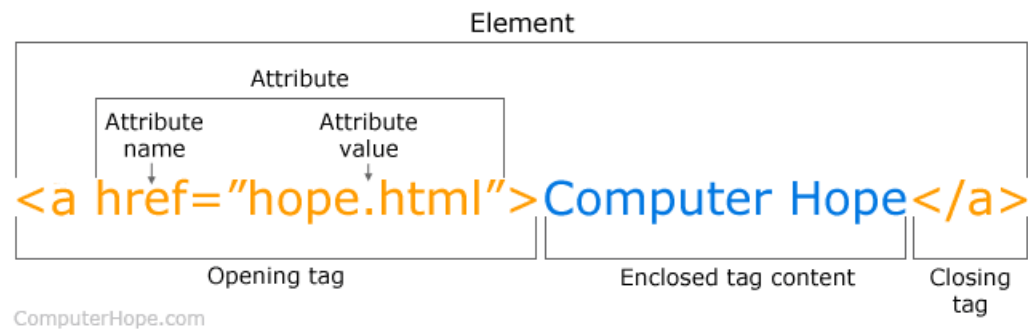 Element
Attribute
Attribute name
Attribute value
<a href=”hope.html”>Computer Hope</a>
Opening tag
Enclosed tag content
Closing tag
ComputerHope.com